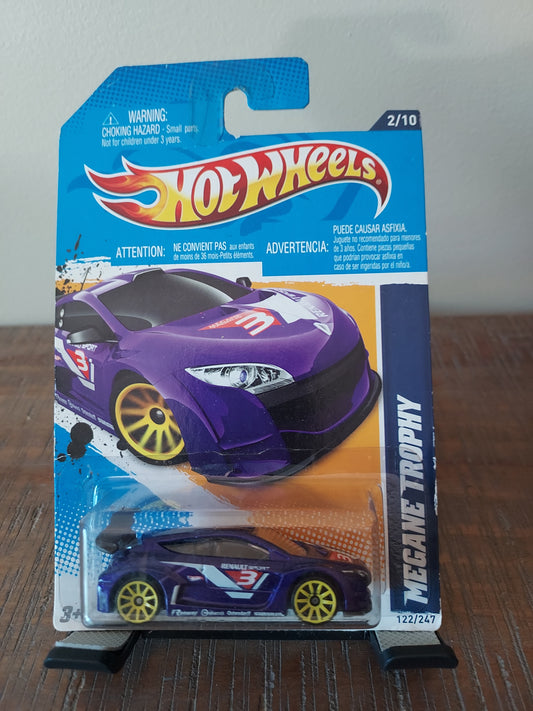 WARNING:
CHOKING HAZARD - Small parts.
Not for children under 3 years.
2/10
HOT WHEELS
ATTENTION: NE CONVIENT PAS aux enfants
de moins de 36 mois-Petits éléments.
ADVERTENCIA:
PUEDE CAUSAR ASFIXIA.
Juguete no recomendado para menores
de 3 años. Contiene piezas pequeñas
que podrían provocar asfixia en
caso de ser ingeridas por el niño/a.
3
SPORT
3
MEGANE TROPHY
RENAULT SPORT
3
3+
122/247